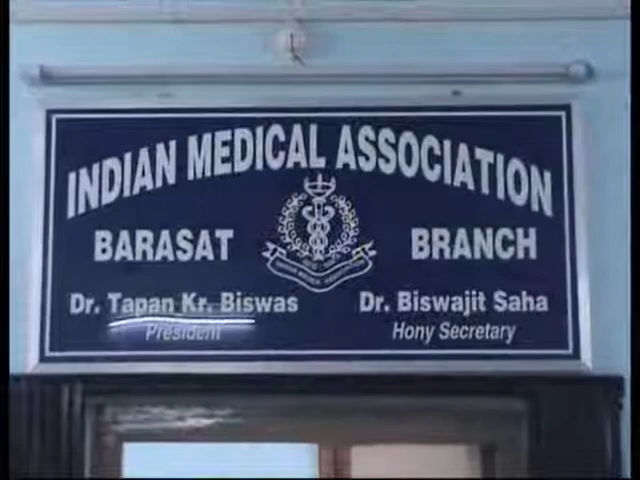 INDIAN MEDICAL ASSOCIATION
BARASAT BRANCH
Dr. Tapan Kr. Biswas Dr. Biswajit Saha
President Hony Secretary